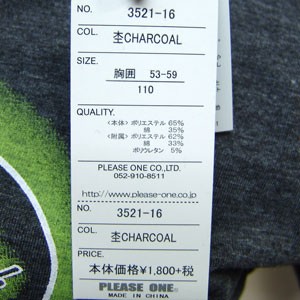 NO. 3521-16
COL. 杢CHARCOAL
SIZE.
胸囲 53-59
110
QUALITY.
<本体> ポリエステル 65%
綿 35%
<附属> ポリエステル 62%
綿 33%
ポリウレタン 5%
PLEASE ONE CO.,LTD.
052-910-8511
http://www.please-one.co.jp
NO. 3521-16
COL. 杢CHARCOAL
PRICE.
本体価格¥1,800+税
PLEASE ONE.
MADE IN CHINA